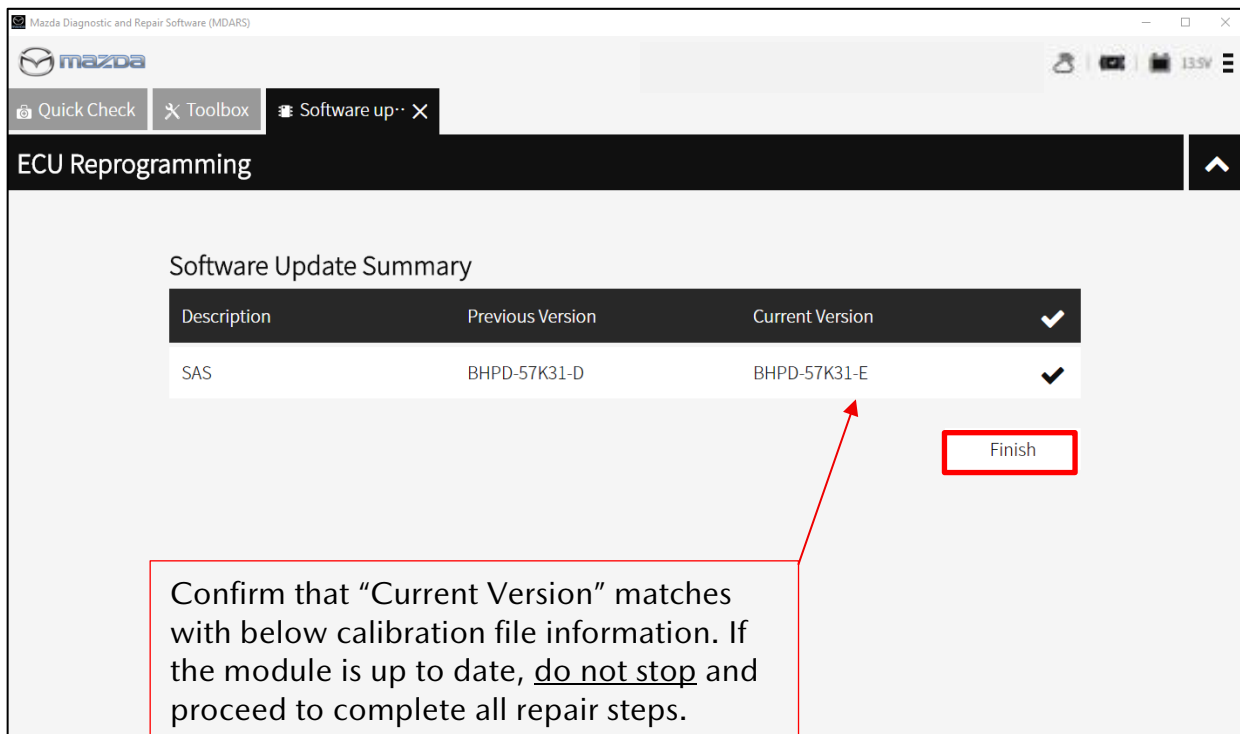 Mazda Diagnostic and Repair Software (MDARS)
mazda
13.5V
Quick Check Toolbox Software up··
ECU Reprogramming
Software Update Summary
Description Previous Version Current Version
SAS BHPD-57K31-D BHPD-57K31-E
Finish
Confirm that “Current Version” matches
with below calibration file information. If
the module is up to date, do not stop and
proceed to complete all repair steps.